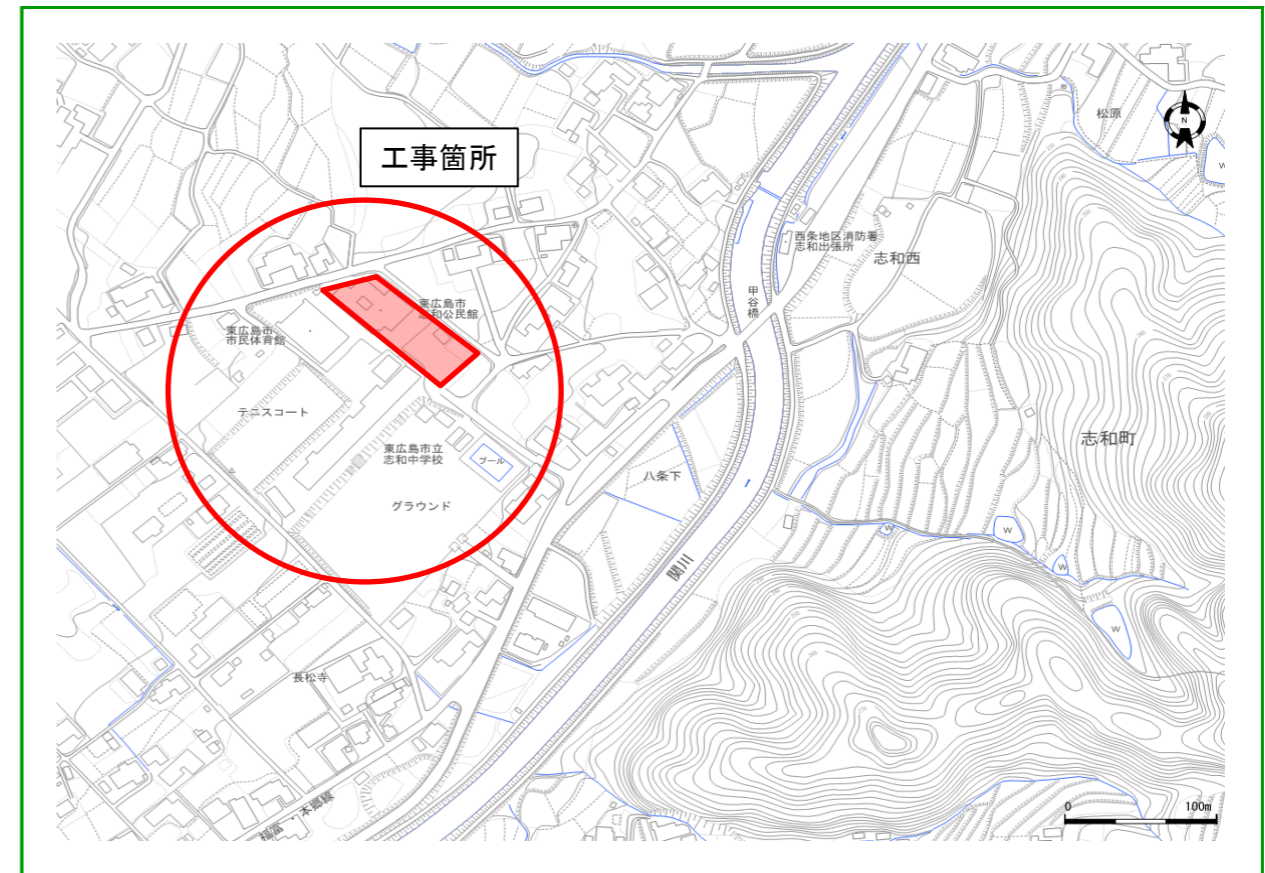 工事箇所
松原
N
W
西条地区消防署
志和出張所
志和西
甲
谷
橋
東広島市
志和公民館
東広島市
市民体育館
テニスコート
東広島市立
志和中学校
プール
グラウンド
志和町
八条下
関川
W
W
W
W
長松寺
本郷線
0
100m